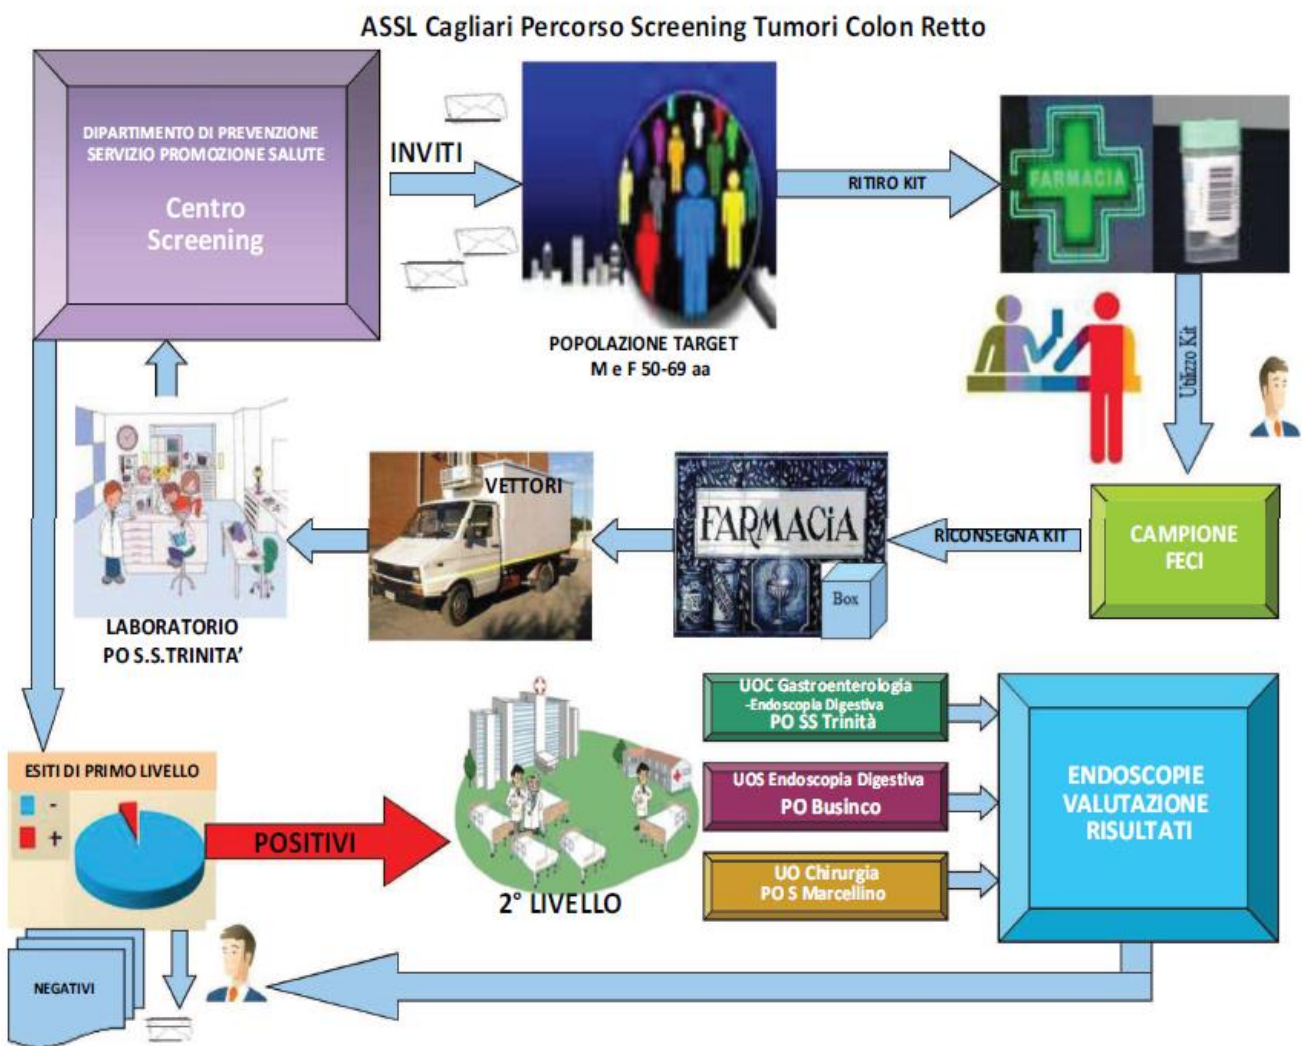 ASSL Cagliari Percorso Screening Tumori Colon Retto
DIPARTIMENTO DI PREVENZIONE
SERVIZIO PROMOZIONE SALUTE
Centro
Screening
INVITI
POPOLAZIONE TARGET
M e F 50-69 aa
RITIRO KIT
FARMACIA
Utilizzo Kit
CAMPIONE
FECI
RICONSEGNA KIT
FARMACiA
Box
VETTORI
LABORATORIO
PO S.S.TRINITA’
ESITI DI PRIMO LIVELLO
-
+
POSITIVI
2° LIVELLO
UOC Gastroenterologia
-Endoscopia Digestiva
PO SS Trinità
UOS Endoscopia Digestiva
PO Businco
UO Chirurgia
PO S Marcellino
ENDOSCOPIE
VALUTAZIONE
RISULTATI
NEGATIVI